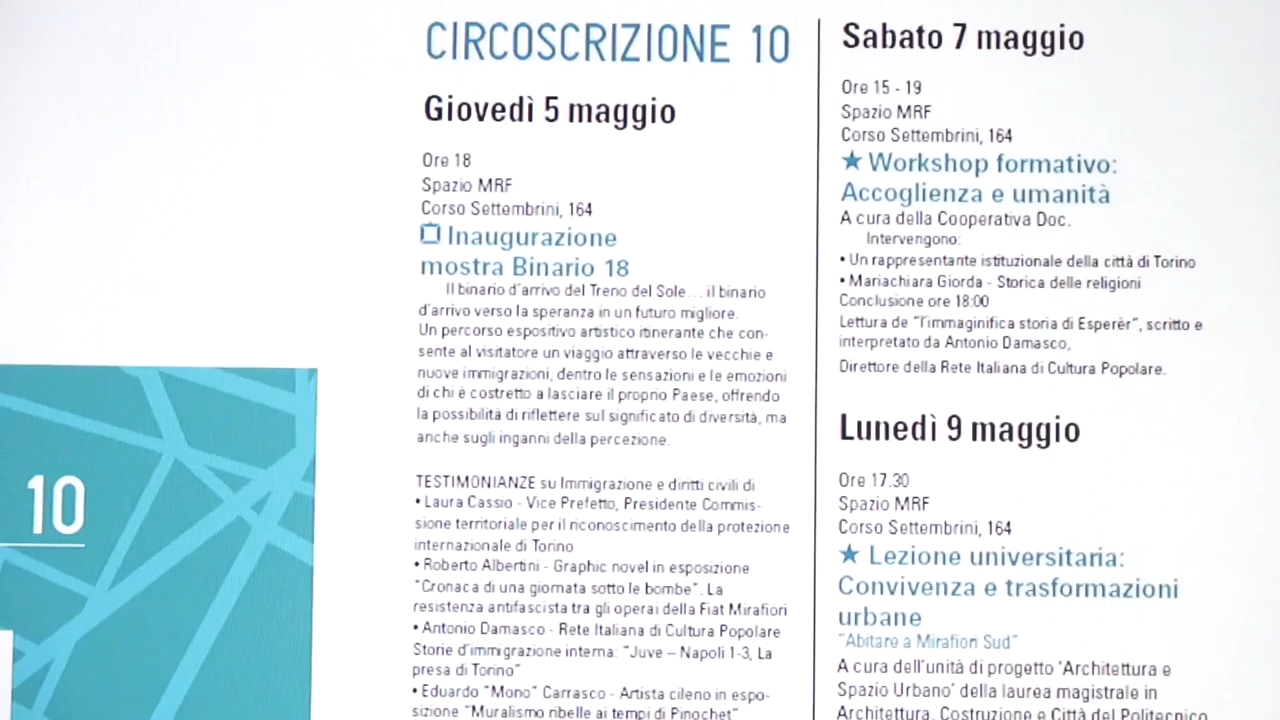 10
CIRCOSCRIZIONE 10
Giovedì 5 maggio
Ore 18
Spazio MRF
Corso Settembrini, 164
Inaugurazione
mostra Binario 18
Il binario d'arrivo del Treno del Sole... il binario
d'arrivo verso la speranza in un futuro migliore.
Un percorso espositivo artistico itinerante che con-
sente al visitatore un viaggio attraverso le vecchie e
nuove immigrazioni, dentro le sensazioni e le emozioni
di chi è costretto a lasciare il proprio Paese, offrendo
la possibilità di riflettere sul significato di diversità, ma
anche sugli inganni della percezione.
TESTIMONIANZE su Immigrazione e diritti civili di
• Laura Cassio - Vice Prefetto, Presidente Commis-
sione territoriale per il riconoscimento della protezione
internazionale di Torino
• Roberto Albertini - Graphic novel in esposizione
"Cronaca di una giornata sotto le bombe". La
resistenza antifascista tra gli operai della Fiat Mirafiori
• Antonio Damasco - Rete Italiana di Cultura Popolare
Storie d'immigrazione interna: "Juve – Napoli 1-3, La
presa di Torino"
• Eduardo "Mono" Carrasco - Artista cileno in espo-
sizione "Muralismo ribelle ai tempi di Pinochet"
Sabato 7 maggio
Ore 15 - 19
Spazio MRF
Corso Settembrini, 164
★ Workshop formativo:
Accoglienza e umanità
A cura della Cooperativa Doc.
Intervengono:
• Un rappresentante istituzionale della città di Torino
• Mariachiara Giorda - Storica delle religioni
Conclusione ore 18:00
Lettura de "l'immaginifica storia di Esperèr", scritto e
interpretato da Antonio Damasco,
Direttore della Rete Italiana di Cultura Popolare.
Lunedì 9 maggio
Ore 17.30
Spazio MRF
Corso Settembrini, 164
★ Lezione universitaria:
Convivenza e trasformazioni
urbane
"Abitare a Mirafiori Sud"
A cura dell'unità di progetto 'Architettura e
Spazio Urbano' della laurea magistrale in
Architettura, Costruzione e Città del Politecnico